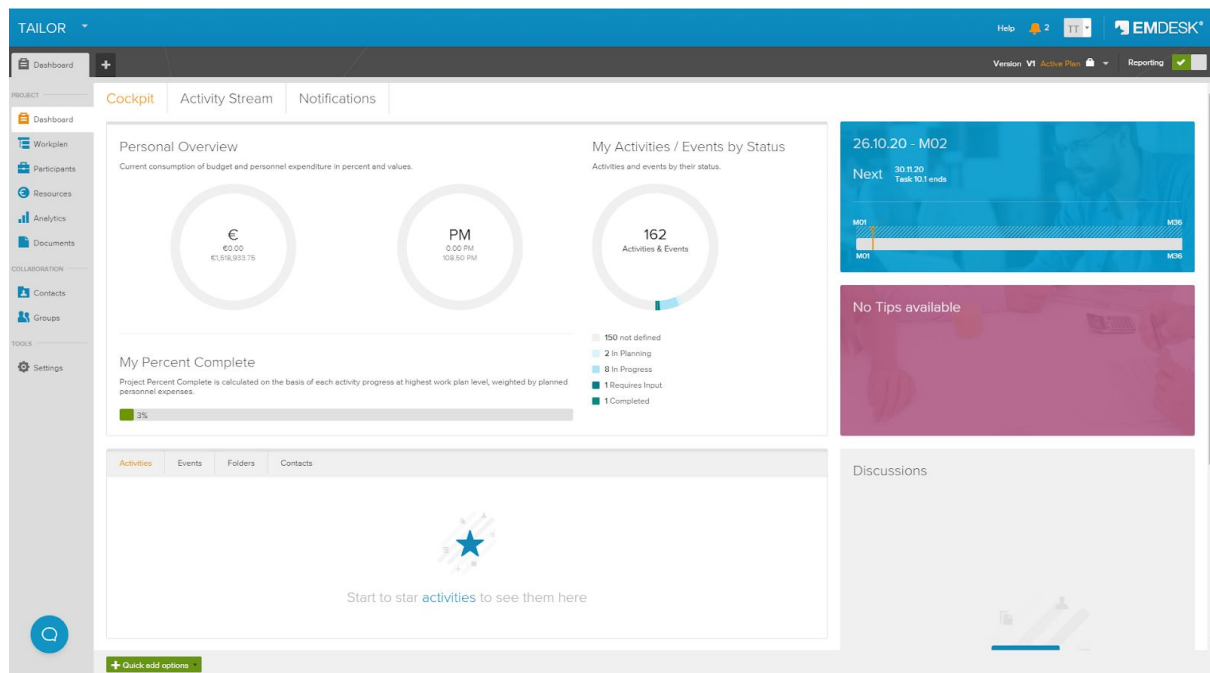 TAILOR
Help
2
TT
EMDESK®
Dashboard
Version V1 Active Plan
Reporting
PROJECT
Dashboard
Workplan
Participants
Resources
Analytics
Documents
COLLABORATION
Contacts
Groups
TOOLS
Settings
Cockpit
Activity Stream
Notifications
Personal Overview
Current consumption of budget and personnel expenditure in percent and values.
€
€0.00
€1,518,933.75
PM
0.00 PM
108.50 PM
My Percent Complete
Project Percent Complete is calculated on the basis of each activity progress at highest work plan level, weighted by planned
personnel expenses.
3%
My Activities / Events by Status
Activities and events by their status.
162
Activities & Events
150 not defined
2 In Planning
8 In Progress
1 Requires Input
1 Completed
26.10.20 - M02
Next
30.11.20
Task 10.1 ends
M01
M36
M01
M36
No Tips available
Activities
Events
Folders
Contacts
Start to star activities to see them here
Discussions
Quick add options